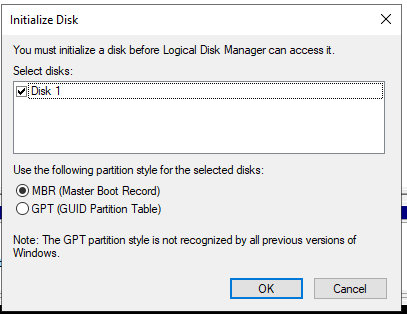 Initialize Disk
You must initialize a disk before Logical Disk Manager can access it.
Select disks:
Disk 1
Use the following partition style for the selected disks:
MBR (Master Boot Record)
GPT (GUID Partition Table)
Note: The GPT partition style is not recognized by all previous versions of
Windows.
OK
Cancel